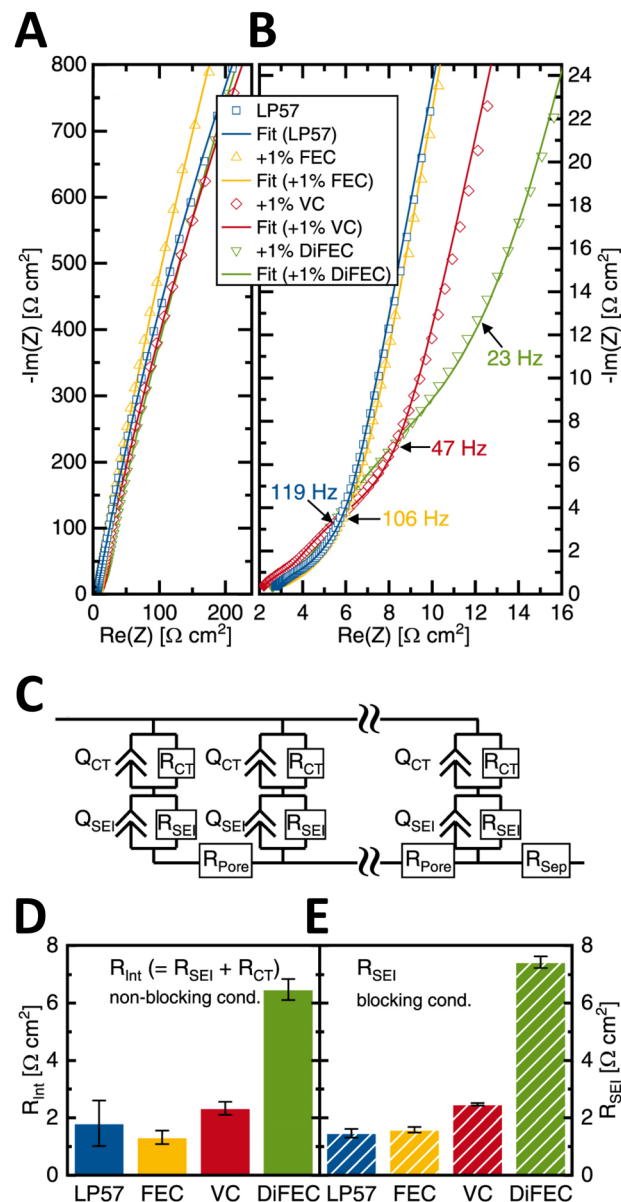 A
B
800
700
600
500
400
300
200
100
0
-Im(Z) [Ω cm²]
0
100
200
Re(Z) [Ω cm²]
LP57
Fit (LP57)
+1% FEC
Fit (+1% FEC)
+1% VC
Fit (+1% VC)
+1% DiFEC
Fit (+1% DiFEC)
23 Hz
47 Hz
119 Hz
106 Hz
24
22
20
18
16
14
12
10
8
6
4
2
0
-Im(Z) [Ω cm²]
2 4 6 8 10 12 14 16
Re(Z) [Ω cm²]
C
Q_CT R_CT Q_CT R_CT Q_CT R_CT
Q_SEI R_SEI Q_SEI R_SEI Q_SEI R_SEI
R_Pore R_Pore R_Sep
D
E
8
6
4
2
0
R_Int [Ω cm²]
R_Int (= R_SEI + R_CT)
non-blocking cond.
LP57 FEC VC DiFEC
R_SEI
blocking cond.
8
6
4
2
0
R_SEI [Ω cm²]
LP57 FEC VC DiFEC